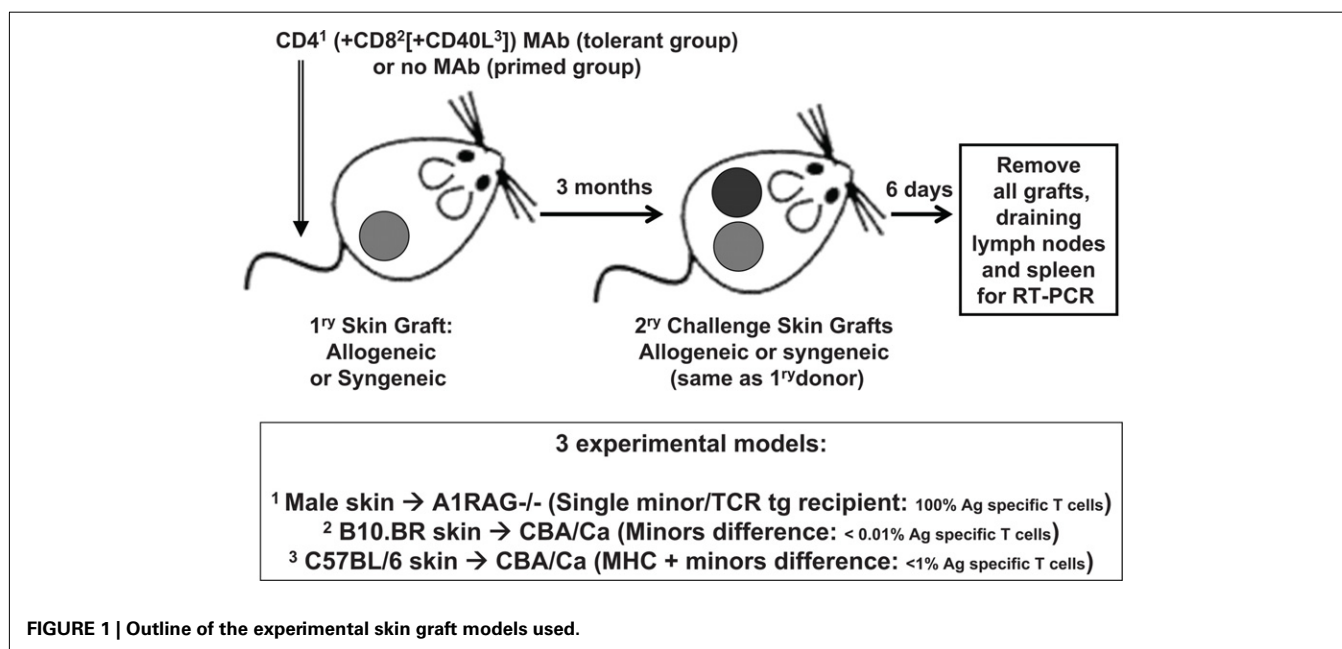 CD4¹ (+CD8²[+CD40L³]) MAb (tolerant group)
or no MAb (primed group)
3 months
6 days
Remove
all grafts,
draining
lymph nodes
and spleen
for RT-PCR
1ʳʸ Skin Graft:
Allogeneic
or Syngeneic
2ʳʸ Challenge Skin Grafts
Allogeneic or syngeneic
(same as 1ʳʸdonor)
3 experimental models:
¹ Male skin → A1RAG-/- (Single minor/TCR tg recipient: 100% Ag specific T cells)
² B10.BR skin → CBA/Ca (Minors difference: < 0.01% Ag specific T cells)
³ C57BL/6 skin → CBA/Ca (MHC + minors difference: <1% Ag specific T cells)
FIGURE 1 | Outline of the experimental skin graft models used.